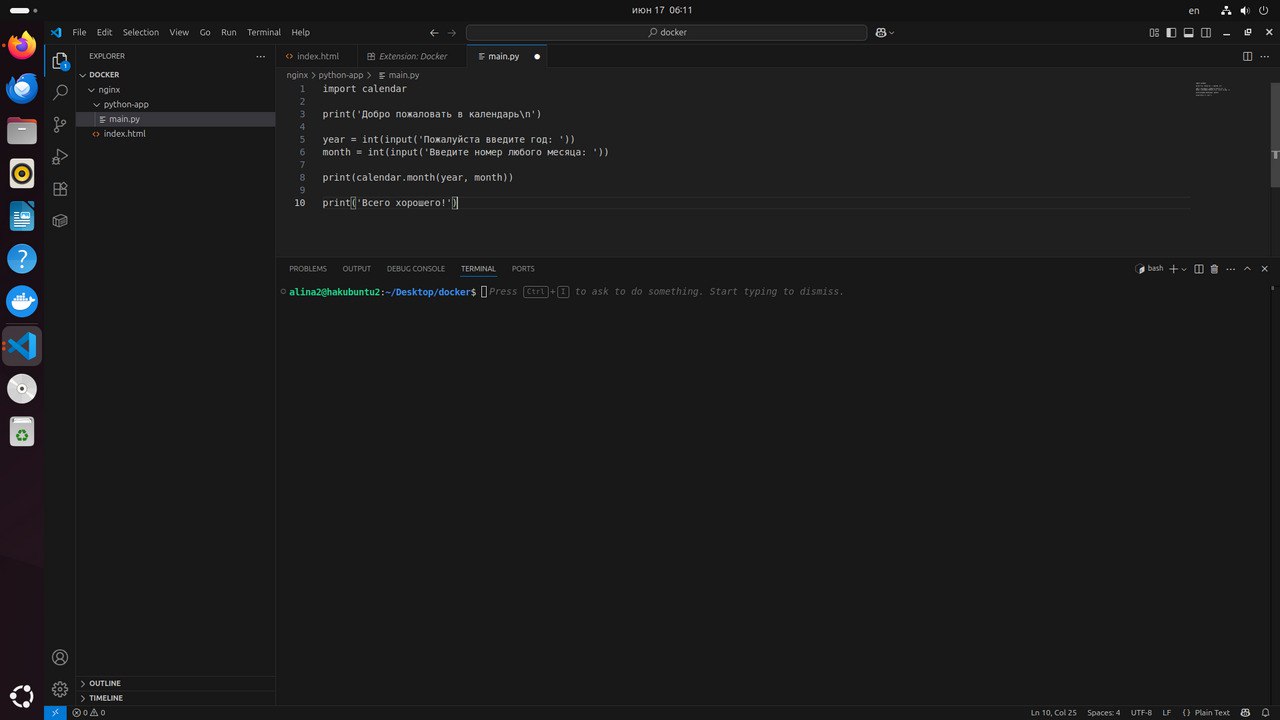 июн 17 06:11
en
File Edit Selection View Go Run Terminal Help
docker
EXPLORER
index.html
Extension: Docker
main.py
DOCKER
nginx
python-app
main.py
index.html
nginx > python-app > main.py
1 import calendar
2
3 print('Добро пожаловать в календарь\n')
4
5 year = int(input('Пожалуйста введите год: '))
6 month = int(input('Введите номер любого месяца: '))
7
8 print(calendar.month(year, month))
9
10 print('Всего хорошего!')
PROBLEMS OUTPUT DEBUG CONSOLE TERMINAL PORTS
bash
alina2@hakubuntu2:~/Desktop/docker$ Press Ctrl+I to ask to do something. Start typing to dismiss.
OUTLINE
TIMELINE
0 0
Ln 10, Col 25 Spaces: 4 UTF-8 LF {} Plain Text